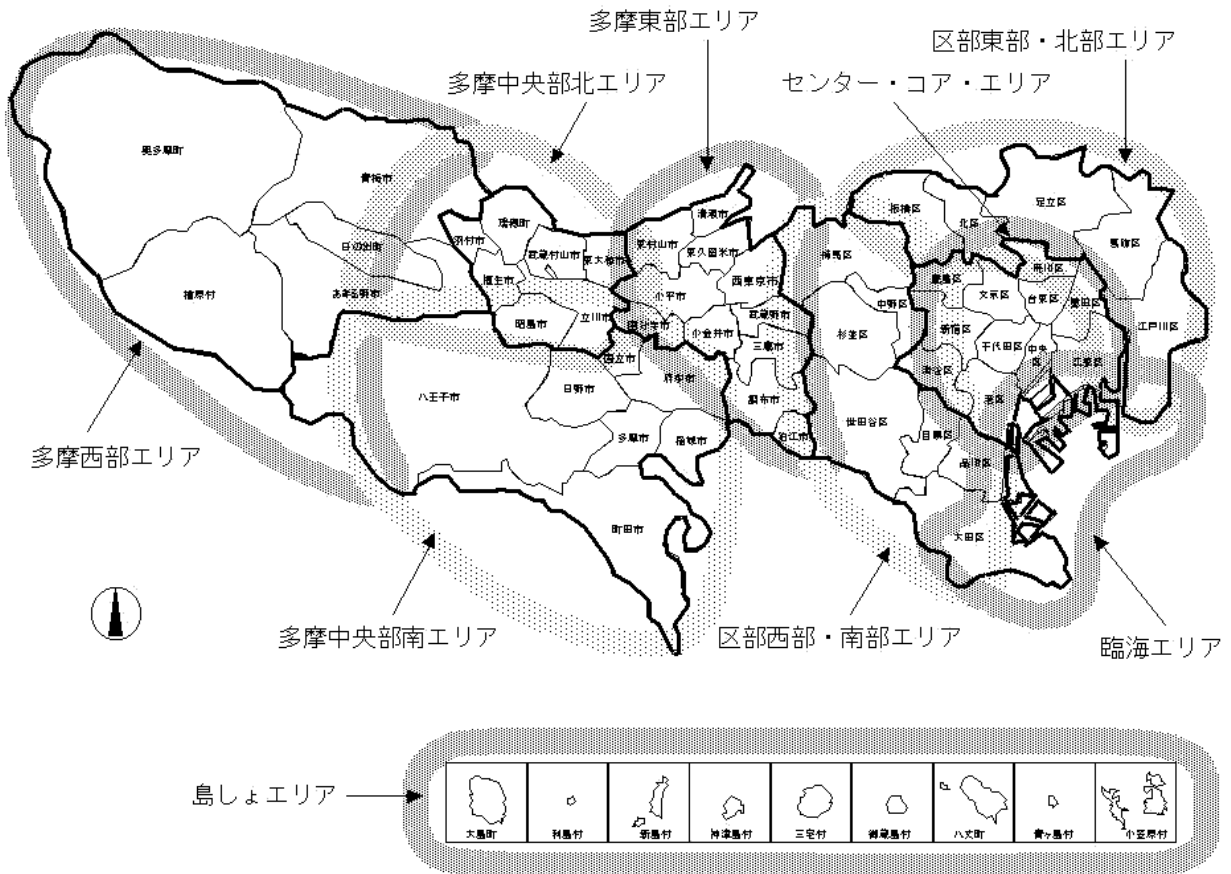 多摩東部エリア
区部東部・北部エリア
多摩中央部北エリア
センター・コア・エリア
奥多摩町
青梅市
日の出町
あきる野市
檜原村
瑞穂町
羽村市
武蔵村山市
東大和市
福生市
昭島市
立川市
清瀬市
東村山市
東久留米市
小平市
西東京市
国分寺市
小金井市
武蔵野市
三鷹市
国立市
府中市
調布市
狛江市
八王子市
日野市
多摩市
稲城市
町田市
板橋区
北区
足立区
葛飾区
練馬区
荒川区
豊島区
文京区
台東区
墨田区
中野区
江戸川区
杉並区
新宿区
千代田区
中央区
江東区
渋谷区
港区
世田谷区
目黒区
品川区
大田区
多摩西部エリア
多摩中央部南エリア
区部西部・南部エリア
臨海エリア
島しょエリア
大島町
利島村
新島村
神津島村
三宅村
御蔵島村
八丈町
青ヶ島村
小笠原村